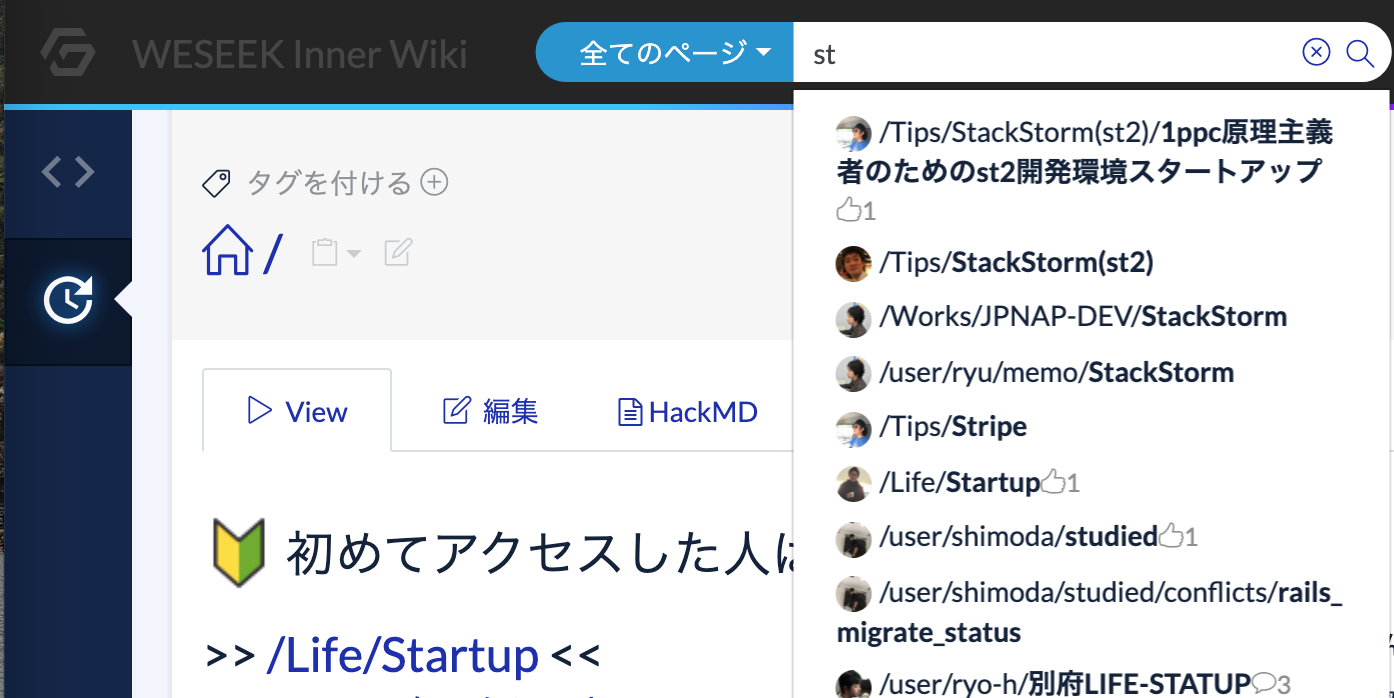 WESEEK Inner Wiki
全てのページ
st
タグを付ける
/
View
編集
HackMD
初めてアクセスした人は
>> /Life/Startup <<
/Tips/StackStorm(st2)/1ppc原理主義
者のためのst2開発環境スタートアップ
1
/Tips/StackStorm(st2)
/Works/JPNAP-DEV/StackStorm
/user/ryu/memo/StackStorm
/Tips/Stripe
/Life/Startup 1
/user/shimoda/studied 1
/user/shimoda/studied/conflicts/rails_
migrate_status
/user/ryo-h/別府LIFE-STATUP 3